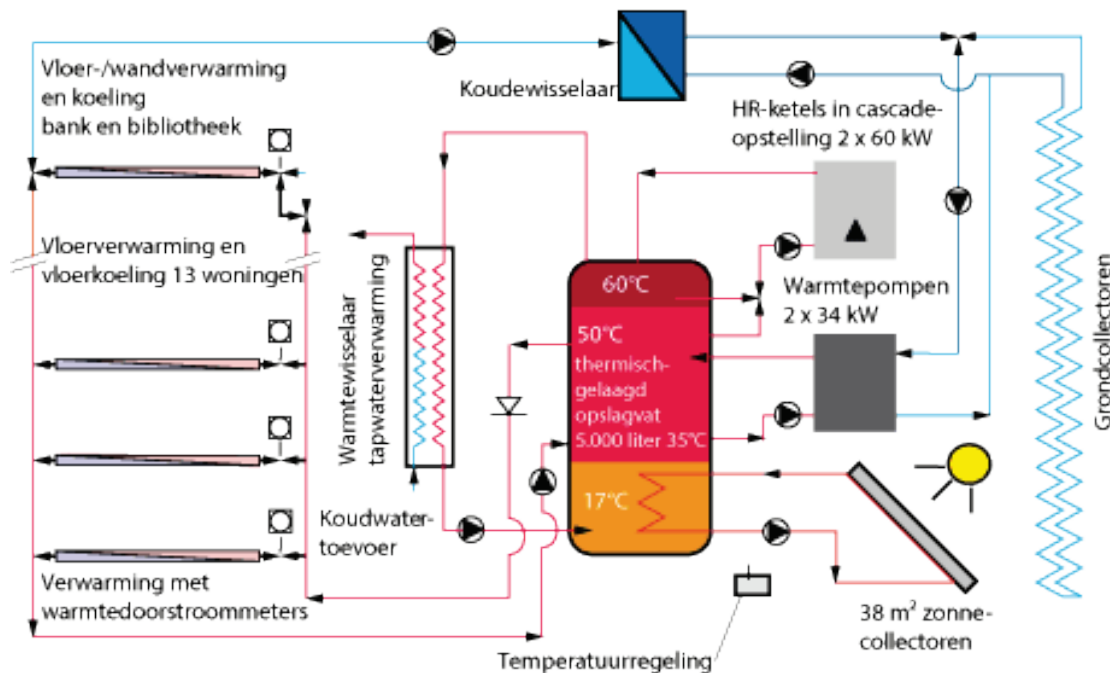 Vloer-/wandverwarming
en koeling
bank en bibliotheek
Koudewisselaar
HR-ketels in cascade-
opstelling 2 x 60 kW
Vloerverwarming en
vloerkoeling 13 woningen
Warmtewisselaar
tapwaterverwarming
60°C
50°C
thermisch-
gelaagd
opslagvat
5.000 liter 35°C
17°C
Warmtepompen
2 x 34 kW
Grondcollectoren
Koudwater-
toevoer
Verwarming met
warmtedoorstroommeters
38 m² zonne-
collectoren
Temperatuurregeling